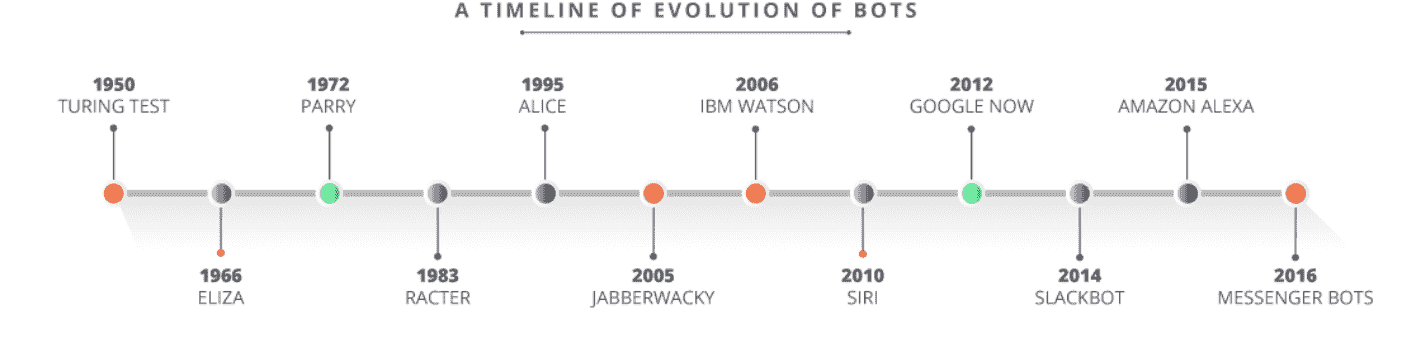 A TIMELINE OF EVOLUTION OF BOTS
1950
TURING TEST
1966
ELIZA
1972
PARRY
1983
RACTER
1995
ALICE
2005
JABBERWACKY
2006
IBM WATSON
2010
SIRI
2012
GOOGLE NOW
2014
SLACKBOT
2015
AMAZON ALEXA
2016
MESSENGER BOTS